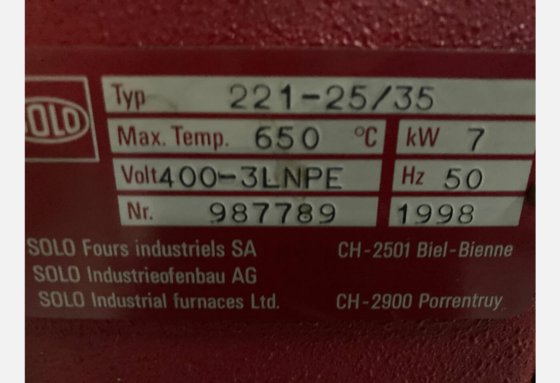 SOLO
Typ 221-25/35
Max. Temp. 650 °C kW 7
Volt 400-3LNPE Hz 50
Nr. 987789 1998
SOLO Fours industriels SA CH-2501 Biel-Bienne
SOLO Industrieofenbau AG
SOLO Industrial furnaces Ltd. CH-2900 Porrentruy